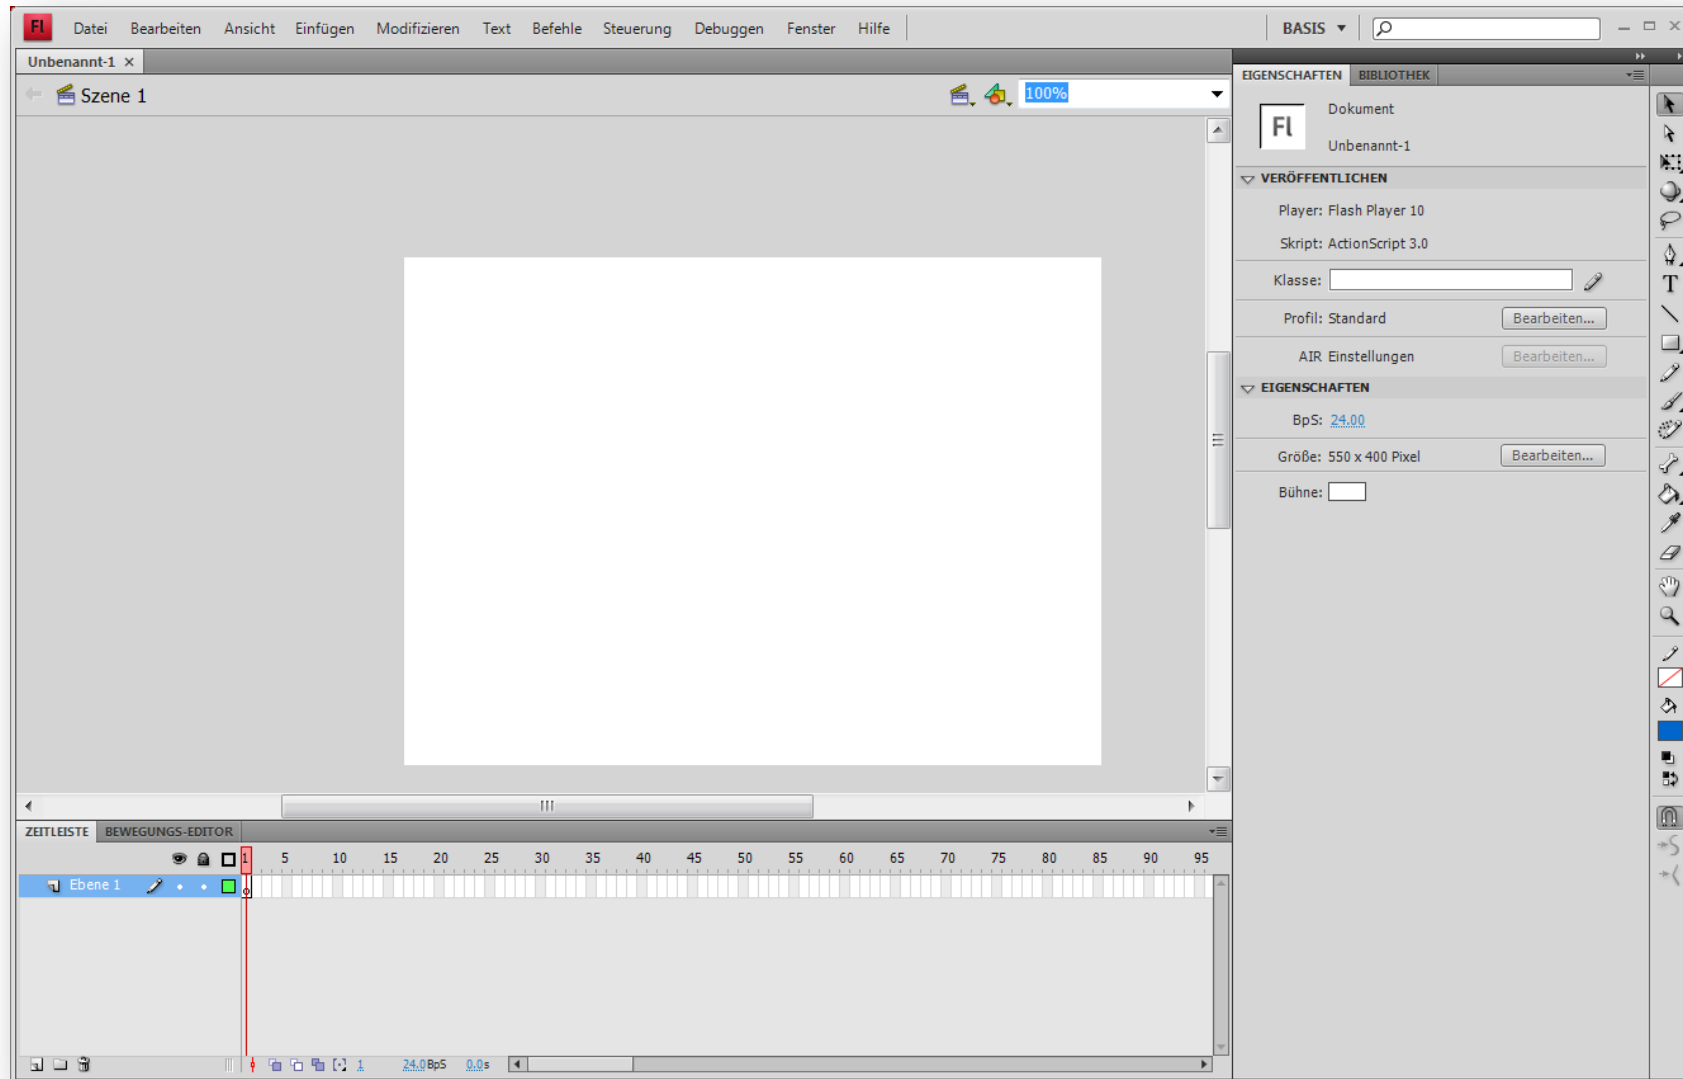 Fl Datei Bearbeiten Ansicht Einfügen Modifizieren Text Befehle Steuerung Debuggen Fenster Hilfe BASIS
Unbenannt-1
Szene 1 100%
EIGENSCHAFTEN BIBLIOTHEK
Fl Dokument
Unbenannt-1
VERÖFFENTLICHEN
Player: Flash Player 10
Skript: ActionScript 3.0
Klasse:
Profil: Standard Bearbeiten...
AIR Einstellungen Bearbeiten...
EIGENSCHAFTEN
BpS: 24.00
Größe: 550 x 400 Pixel Bearbeiten...
Bühne:
T
ZEITLEISTE BEWEGUNGS-EDITOR
1 5 10 15 20 25 30 35 40 45 50 55 60 65 70 75 80 85 90 95
Ebene 1
1 24.0 BpS 0.0 s